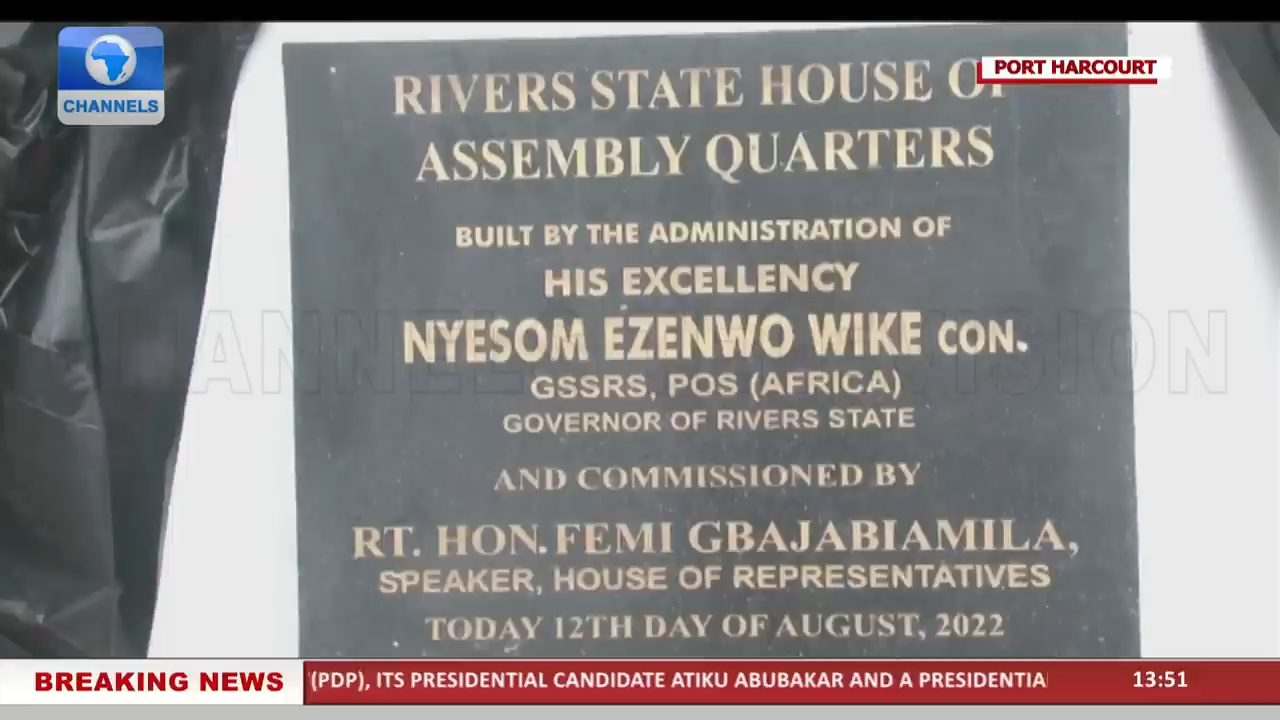 CHANNELS
PORT HARCOURT
RIVERS STATE HOUSE OF
ASSEMBLY QUARTERS
BUILT BY THE ADMINISTRATION OF
HIS EXCELLENCY
NYESOM EZENWO WIKE CON.
GSSRS, POS (AFRICA)
GOVERNOR OF RIVERS STATE
AND COMMISSIONED BY
RT. HON. FEMI GBAJABIAMILA,
SPEAKER, HOUSE OF REPRESENTATIVES
TODAY 12TH DAY OF AUGUST, 2022
BREAKING NEWS
(PDP), ITS PRESIDENTIAL CANDIDATE ATIKU ABUBAKAR AND A PRESIDENTIA
13:51